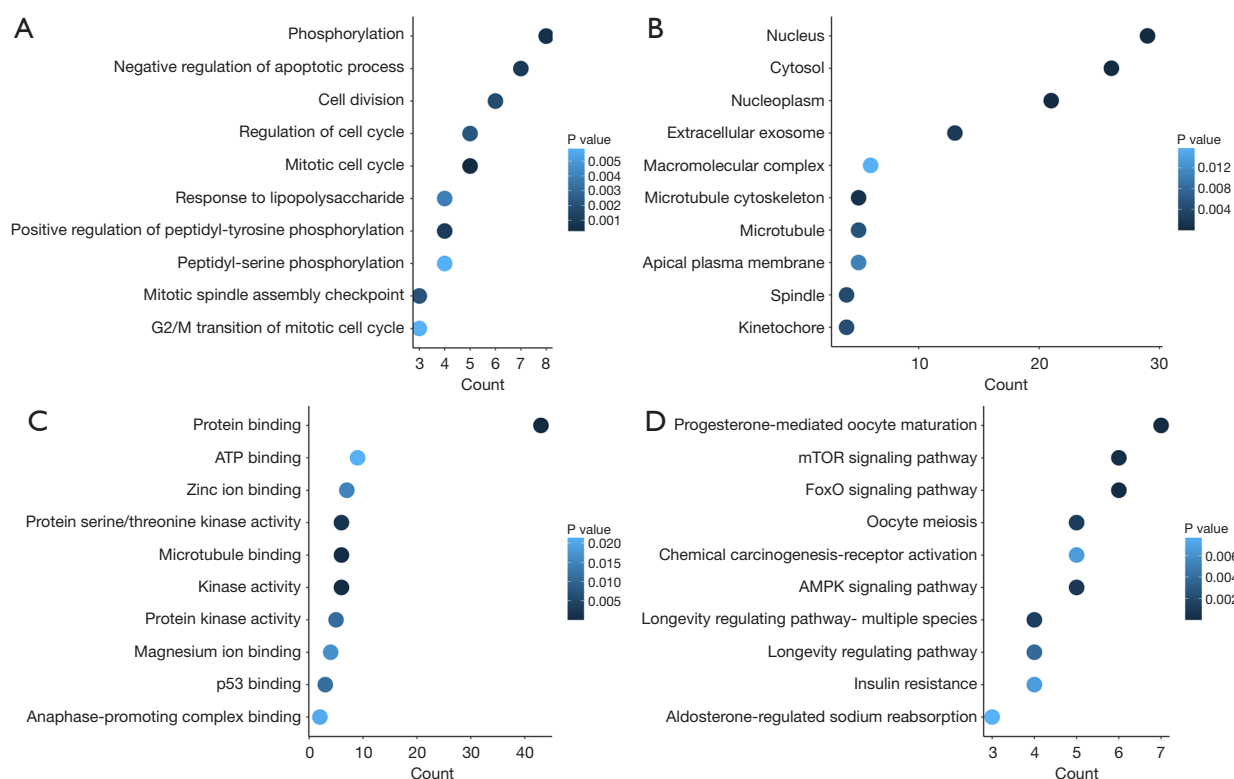 A
Phosphorylation
Negative regulation of apoptotic process
Cell division
Regulation of cell cycle
Mitotic cell cycle
Response to lipopolysaccharide
Positive regulation of peptidyl-tyrosine phosphorylation
Peptidyl-serine phosphorylation
Mitotic spindle assembly checkpoint
G2/M transition of mitotic cell cycle
3 4 5 6 7 8
Count
P value
0.005
0.004
0.003
0.002
0.001
B
Nucleus
Cytosol
Nucleoplasm
Extracellular exosome
Macromolecular complex
Microtubule cytoskeleton
Microtubule
Apical plasma membrane
Spindle
Kinetochore
10 20 30
Count
P value
0.012
0.008
0.004
C
Protein binding
ATP binding
Zinc ion binding
Protein serine/threonine kinase activity
Microtubule binding
Kinase activity
Protein kinase activity
Magnesium ion binding
p53 binding
Anaphase-promoting complex binding
0 10 20 30 40
Count
P value
0.020
0.015
0.010
0.005
D
Progesterone-mediated oocyte maturation
mTOR signaling pathway
FoxO signaling pathway
Oocyte meiosis
Chemical carcinogenesis-receptor activation
AMPK signaling pathway
Longevity regulating pathway- multiple species
Longevity regulating pathway
Insulin resistance
Aldosterone-regulated sodium reabsorption
3 4 5 6 7
Count
P value
0.006
0.004
0.002